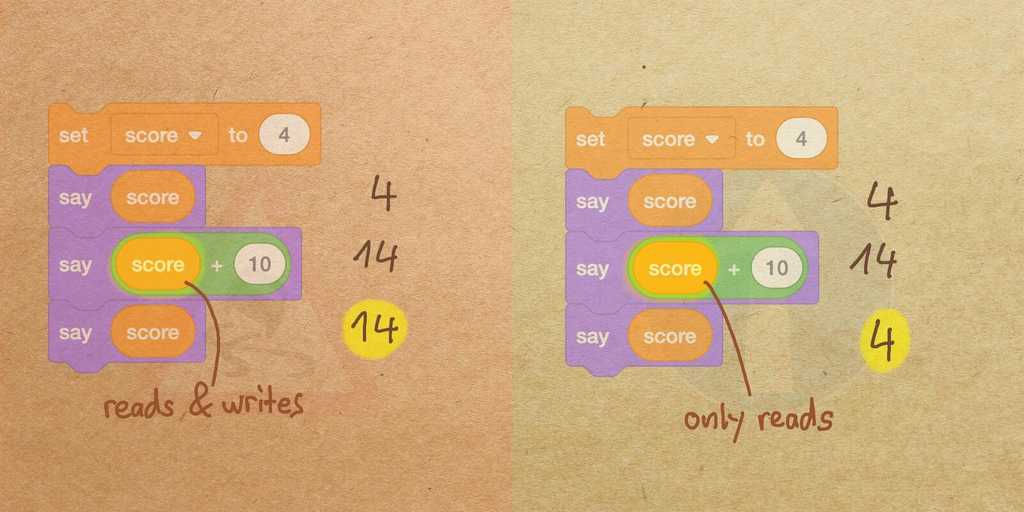 set score to 4
say score
4
say score + 10
14
say score
14
reads & writes
set score to 4
say score
4
say score + 10
14
say score
4
only reads